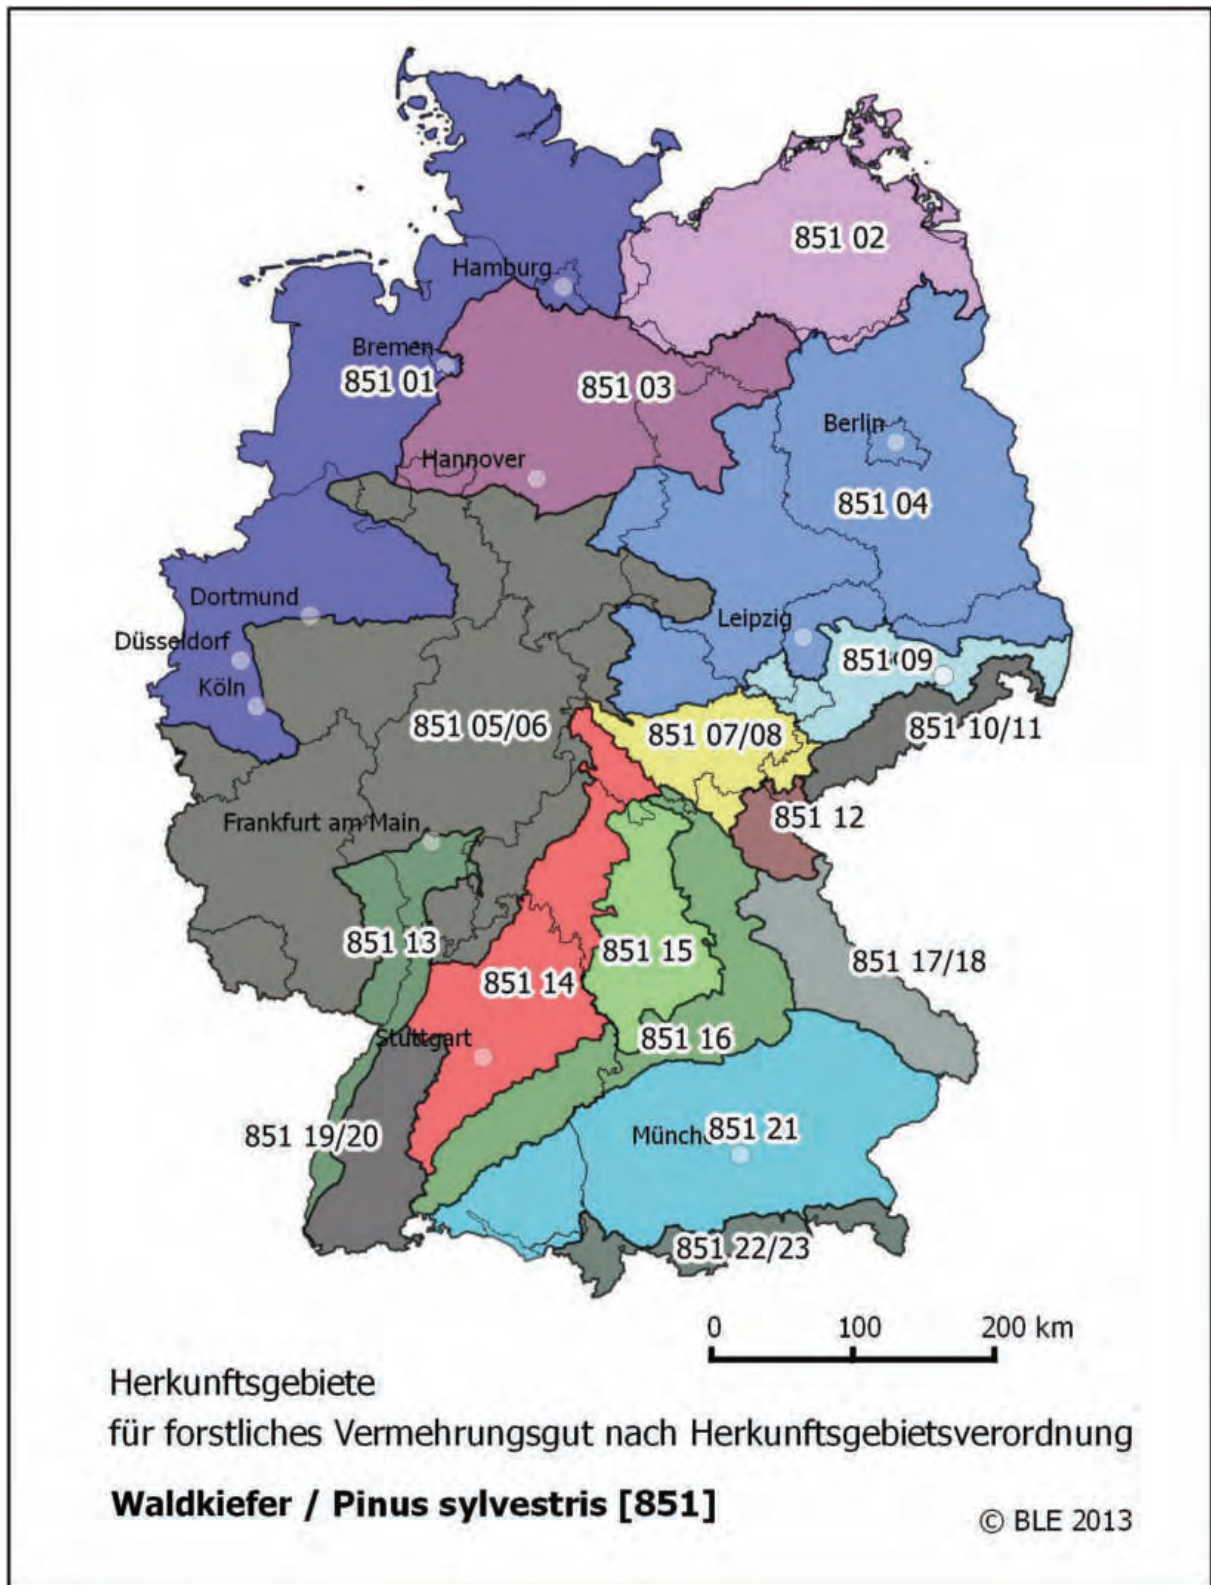 851 02
Hamburg
Bremen
851 01
851 03
Berlin
Hannover
851 04
Dortmund
Leipzig
Düsseldorf
851 09
Köln
851 05/06
851 07/08
851 10/11
Frankfurt am Main
851 12
851 13
851 15
851 17/18
851 14
Stuttgart
851 16
851 19/20
851 21
851 22/23
0 100 200 km
Herkunftsgebiete
für forstliches Vermehrungsgut nach Herkunftsgebietsverordnung
Waldkiefer / Pinus sylvestris [851]
© BLE 2013